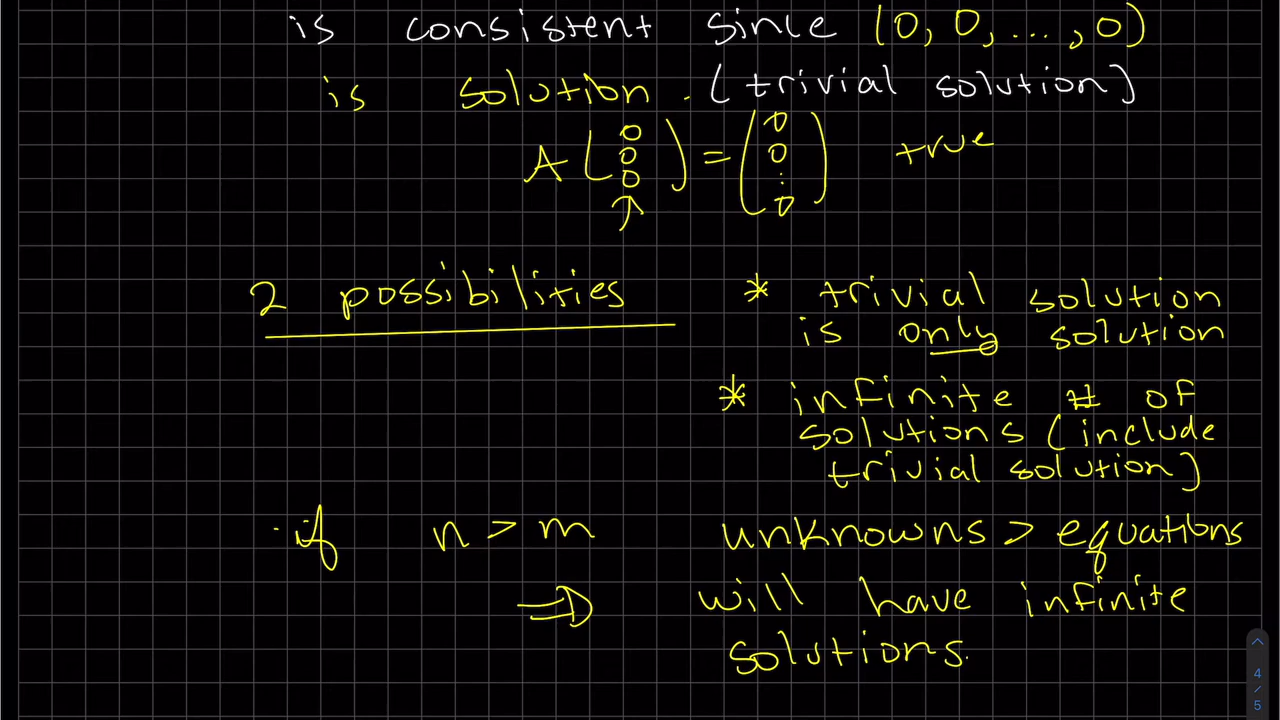 is consistent since (0, 0, ..., 0)
is solution. (trivial solution)
A (0 0 0) = (0 0 : 0) true
↑
2 possibilities * trivial solution
is only solution
* infinite # of
solutions (include
trivial solution)
· if n > m unknowns > equations
⇒ will have infinite
solutions.
4
/
5